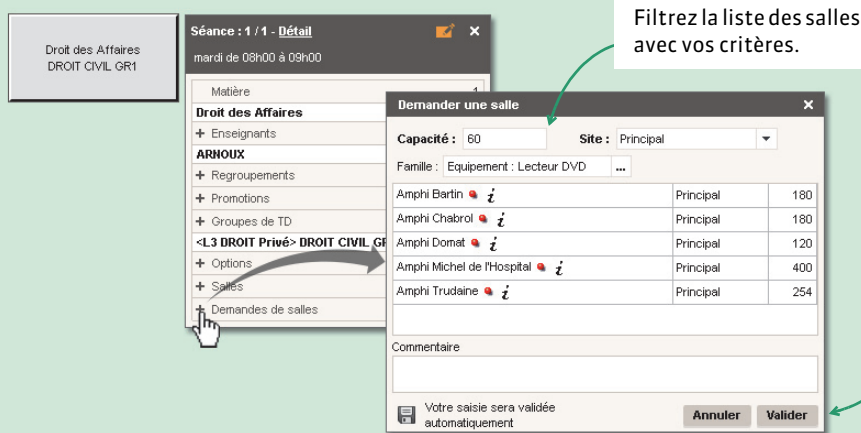 Droit des Affaires
DROIT CIVIL GR1
Séance : 1 / 1 - Détail
mardi de 08h00 à 09h00
Matière
Droit des Affaires
+ Enseignants
ARNOUX
+ Regroupements
+ Promotions
+ Groupes de TD
<L3 DROIT Privé> DROIT CIVIL GR
+ Options
+ Salles
+ Demandes de salles
Filtrez la liste des salles
avec vos critères.
Demander une salle
Capacité : 60 Site : Principal
Famille : Equipement : Lecteur DVD ...
Amphi Bartin i Principal 180
Amphi Chabrol i Principal 180
Amphi Domat i Principal 120
Amphi Michel de l'Hospital i Principal 400
Amphi Trudaine i Principal 254
Commentaire
Votre saisie sera validée
automatiquement
Annuler Valider